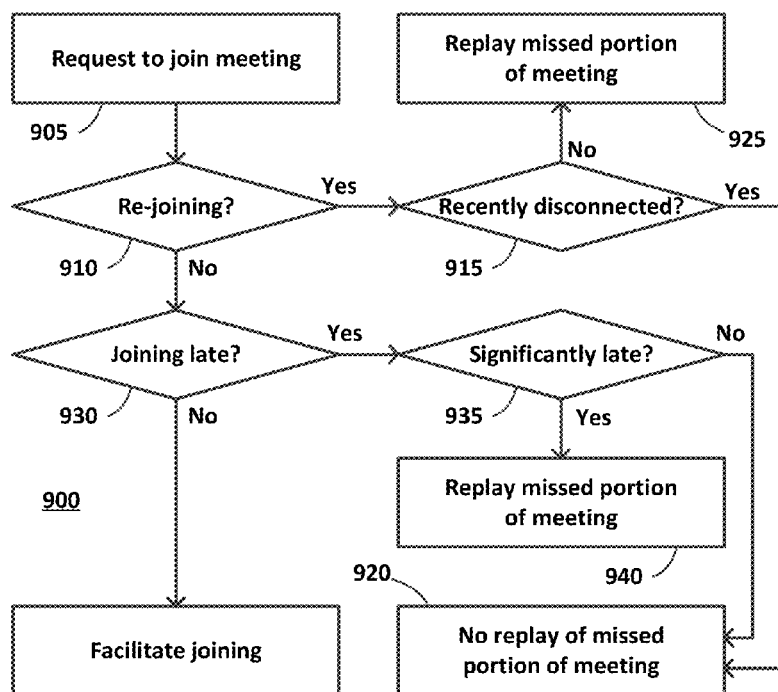 Request to join meeting
905
Replay missed portion
of meeting
925
No
Re-joining?
Yes
910
No
Recently disconnected?
Yes
915
Joining late?
Yes
930
No
Significantly late?
No
935
Yes
900
Replay missed portion
of meeting
940
920
Facilitate joining
No replay of missed
portion of meeting